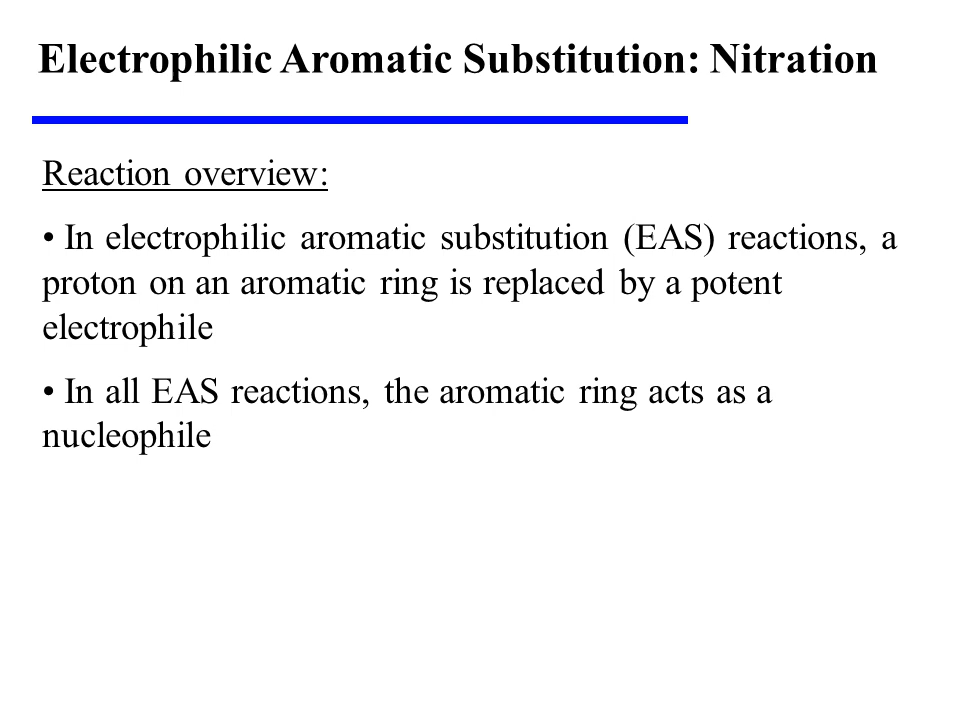 Electrophilic Aromatic Substitution: Nitration
Reaction overview:
• In electrophilic aromatic substitution (EAS) reactions, a
proton on an aromatic ring is replaced by a potent
electrophile
• In all EAS reactions, the aromatic ring acts as a
nucleophile